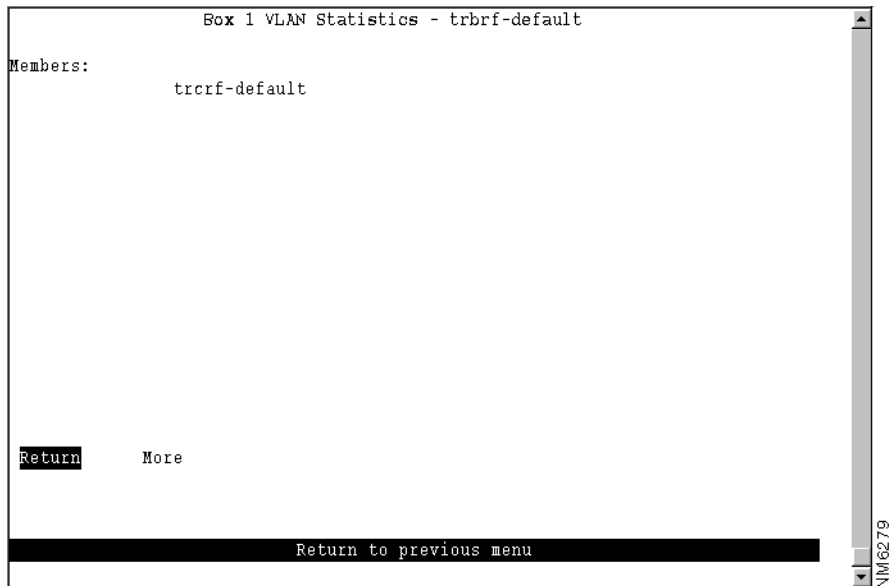 Box 1 VLAN Statistics - trbrf-default
Members:
trcrf-default
Return More
Return to previous menu
NM6279